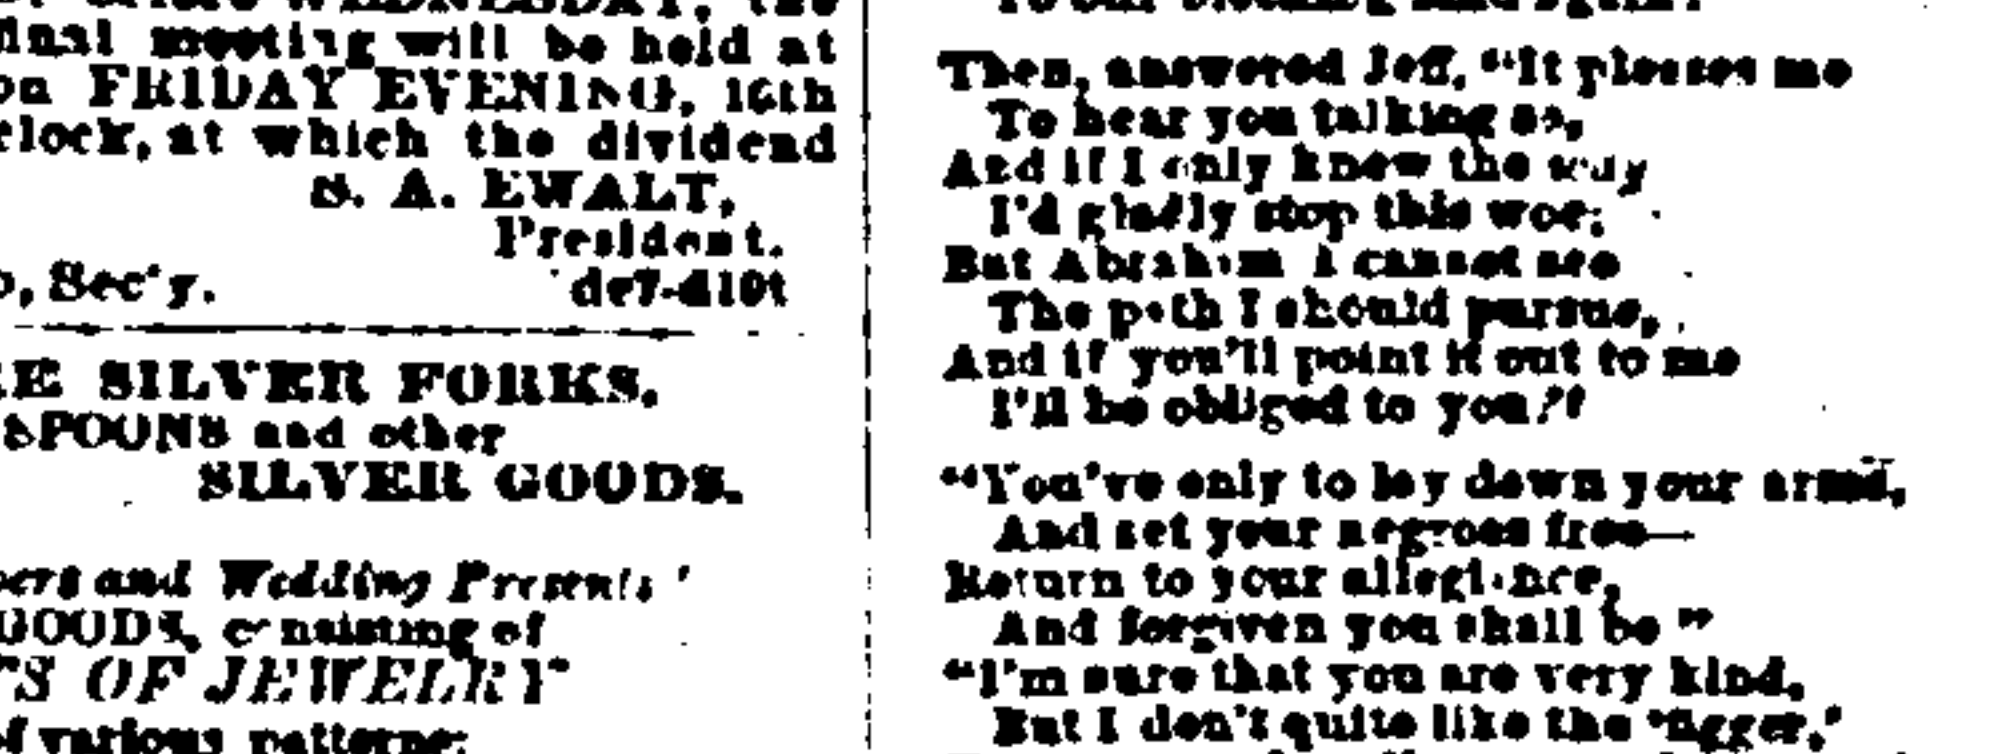 final meeting will be held at
on FRIDAY EVENING, 16th
clock, at which the dividend
S. A. EWALT,
President.
Sec'y. de7-d10t
SILVER FORKS,
SPOONS and other
SILVER GOODS.
and Wedding Presents
GOODS, consisting of
OF JEWELRY
of various patterns;
Then, answered Jeff, "It pleases me
To hear you talking so,
And if I only knew the way
I'd gladly stop this woe;
But Abraham I cannot see
The path I should pursue,
And if you'll point it out to me
I'll be obliged to you!"
"You've only to lay down your arms,
And set your negroes free—
Return to your allegiance,
And forgiven you shall be"
"I'm sure that you are very kind,
But I don't quite like the 'figger,'